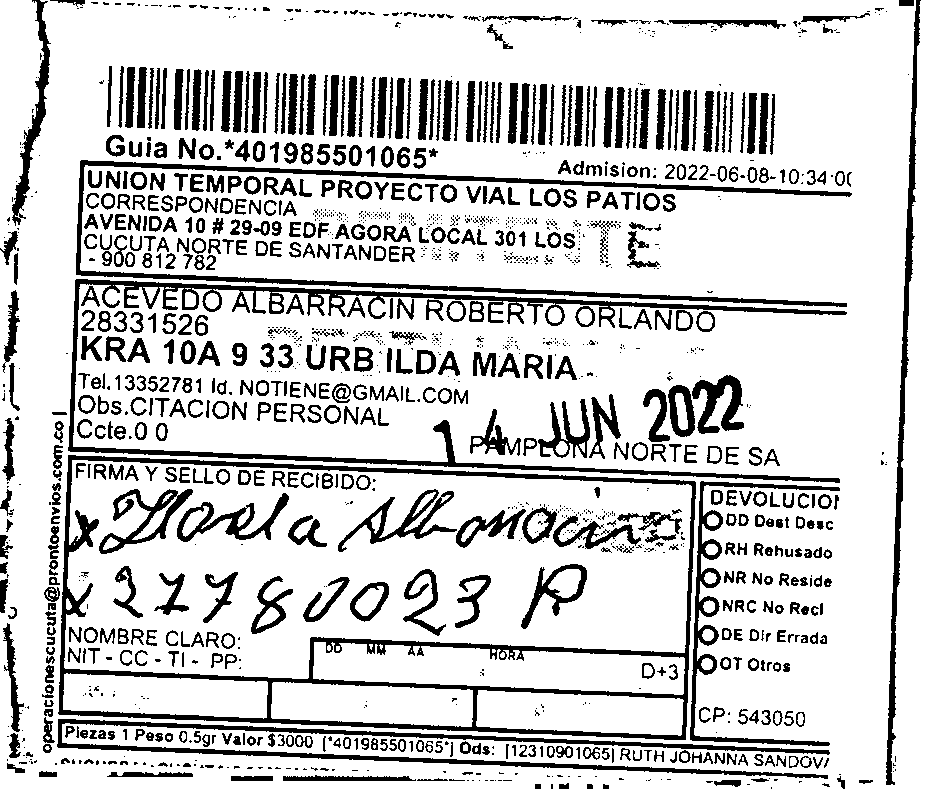 Guia No.*401985501065*
Admision: 2022-06-08-10:34:00
UNION TEMPORAL PROYECTO VIAL LOS PATIOS
CORRESPONDENCIA
AVENIDA 10 # 29-09 EDF AGORA LOCAL 301 LOS
CUCUTA NORTE DE SANTANDER
- 900 812 782
ACEVEDO ALBARRACIN ROBERTO ORLANDO
28331526
KRA 10A 9 33 URB ILDA MARIA
Tel.13352781 Id. NOTIENE@GMAIL.COM
Obs.CITACION PERSONAL
Ccte.0 0
14 JUN 2022
PAMPLONA NORTE DE SA
operacionescucuta@prontoenvios.com.co |
FIRMA Y SELLO DE RECIBIDO:
x Albarracin
x 27780023 P
NOMBRE CLARO:
NIT - CC - TI - PP:
DD MM AA HORA
D+3
DEVOLUCION
DD Dest Desc
RH Rehusado
NR No Reside
NRC No Recl
DE Dir Errada
OT Otros
CP: 543050
Piezas 1 Peso 0.5gr Valor $3000 [*401985501065*] Ods: [12310901065] RUTH JOHANNA SANDOV